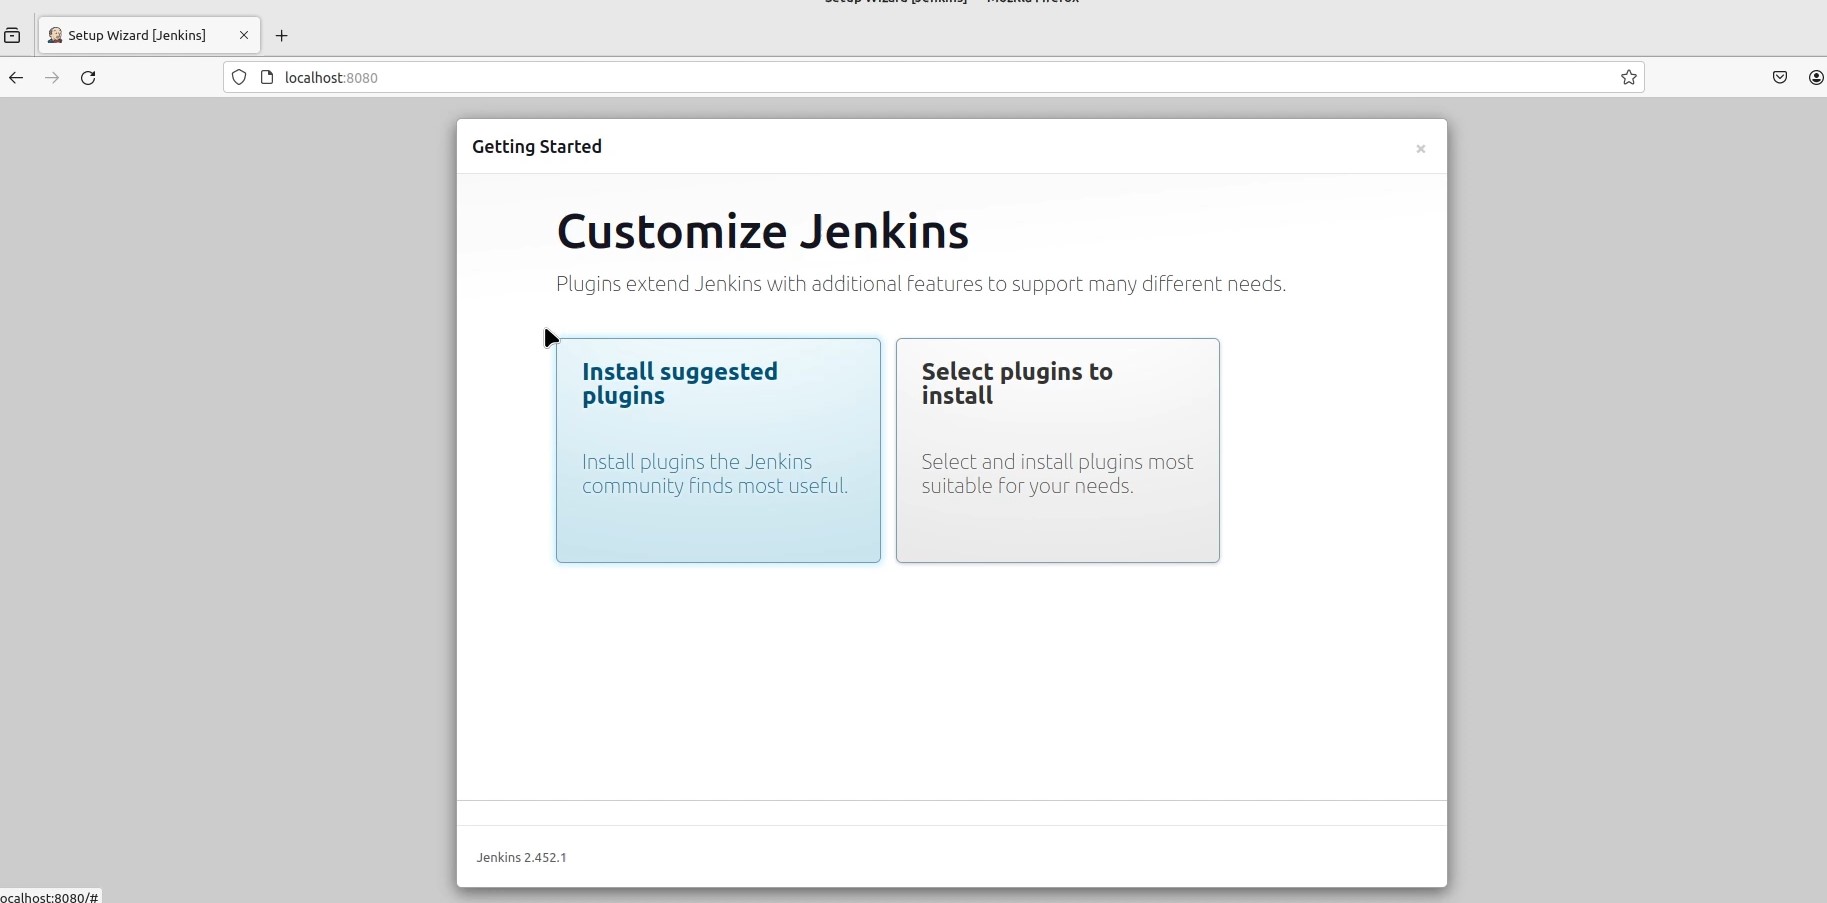 Setup Wizard [Jenkins] — Mozilla Firefox
Setup Wizard [Jenkins]
localhost:8080
Getting Started
Customize Jenkins
Plugins extend Jenkins with additional features to support many different needs.
Install suggested
plugins
Install plugins the Jenkins
community finds most useful.
Select plugins to
install
Select and install plugins most
suitable for your needs.
Jenkins 2.452.1
ocalhost:8080/#